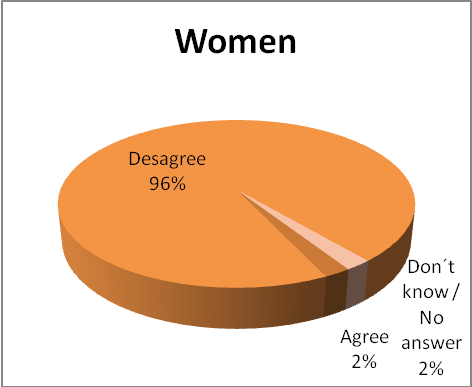 Women
Desagree
96%
Don´t
know /
No
answer
2%
Agree
2%